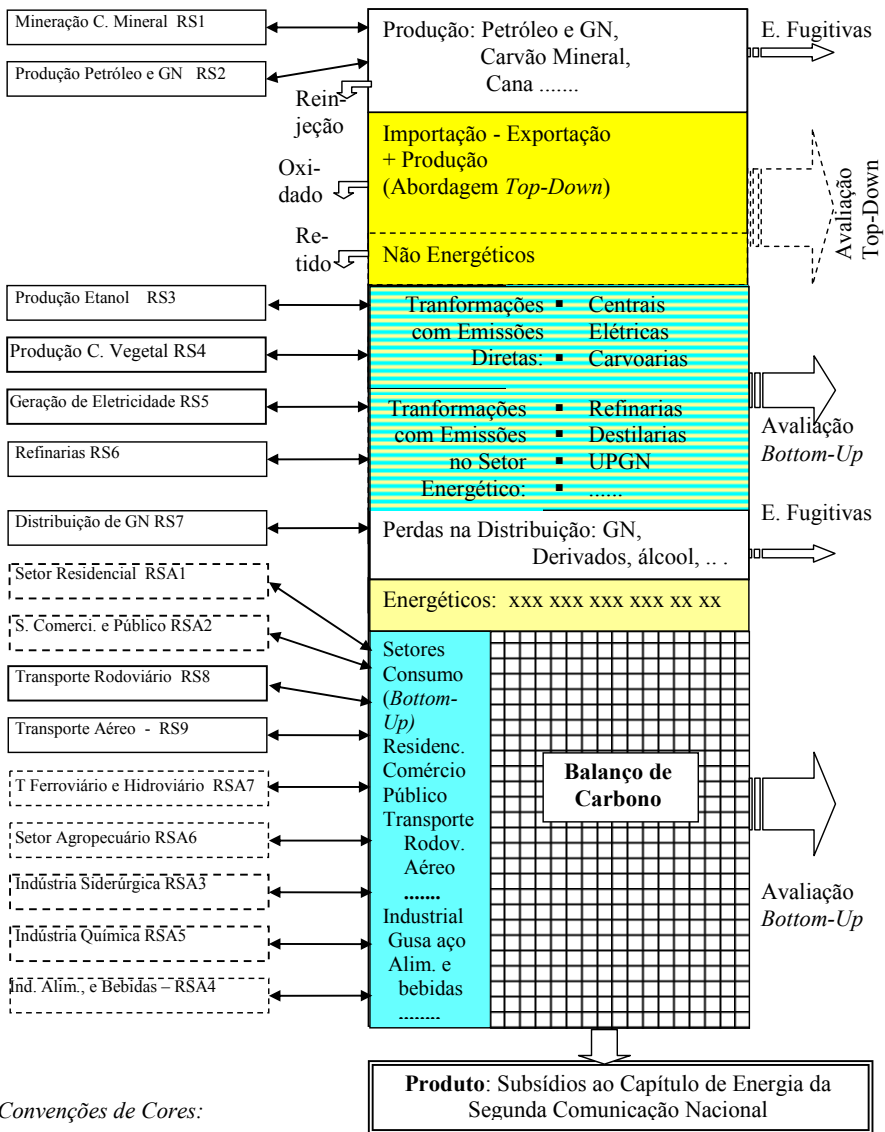 Mineração C. Mineral RS1
Produção Petróleo e GN RS2
Rein-
jeção
Oxi-
dado
Re-
tido
Produção Etanol RS3
Produção C. Vegetal RS4
Geração de Eletricidade RS5
Refinarias RS6
Distribuição de GN RS7
Setor Residencial RSA1
S. Comerci. e Público RSA2
Transporte Rodoviário RS8
Transporte Aéreo - RS9
T Ferroviário e Hidroviário RSA7
Setor Agropecuário RSA6
Indústria Siderúrgica RSA3
Indústria Química RSA5
Ind. Alim., e Bebidas – RSA4
Produção: Petróleo e GN,
Carvão Mineral,
Cana .......
Importação - Exportação
+ Produção
(Abordagem Top-Down)
Não Energéticos
Tranformações ▪ Centrais
com Emissões Elétricas
Diretas: ▪ Carvoarias
Tranformações ▪ Refinarias
com Emissões ▪ Destilarias
no Setor ▪ UPGN
Energético: ▪ ......
Perdas na Distribuição: GN,
Derivados, álcool, .. .
Energéticos: xxx xxx xxx xxx xx xx
Setores
Consumo
(Bottom-
Up)
Residenc.
Comércio
Público
Transporte
Rodov.
Aéreo
.......
Industrial
Gusa aço
Alim. e
bebidas
........
Balanço de
Carbono
E. Fugitivas
Avaliação
Top-Down
Avaliação
Bottom-Up
E. Fugitivas
Avaliação
Bottom-Up
Produto: Subsídios ao Capítulo de Energia da
Segunda Comunicação Nacional
Convenções de Cores: